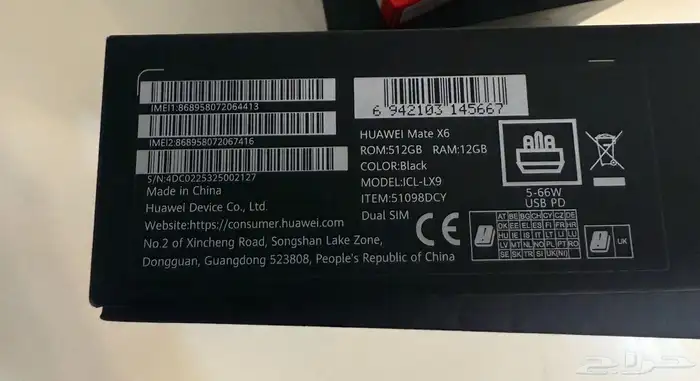 IMEI1:868958072064413
IMEI2:868958072067416
S/N:4DC0225325002127
Made in China
Huawei Device Co., Ltd.
Website:https://consumer.huawei.com
No.2 of Xincheng Road, Songshan Lake Zone,
Dongguan, Guangdong 523808, People's Republic of China
6 942103 145667
HUAWEI Mate X6
ROM:512GB RAM:12GB
COLOR:Black
MODEL:ICL-LX9
ITEM:51098DCY
Dual SIM
CE
5-66W
USB PD
AT BE BG CH CY CZ DE
DK EE EL ES FI FR HR
HU IE IS IT LT LI LU
LV MT NL NO PL PT RO
SE SK TR SI UK(NI)
UK
حراج